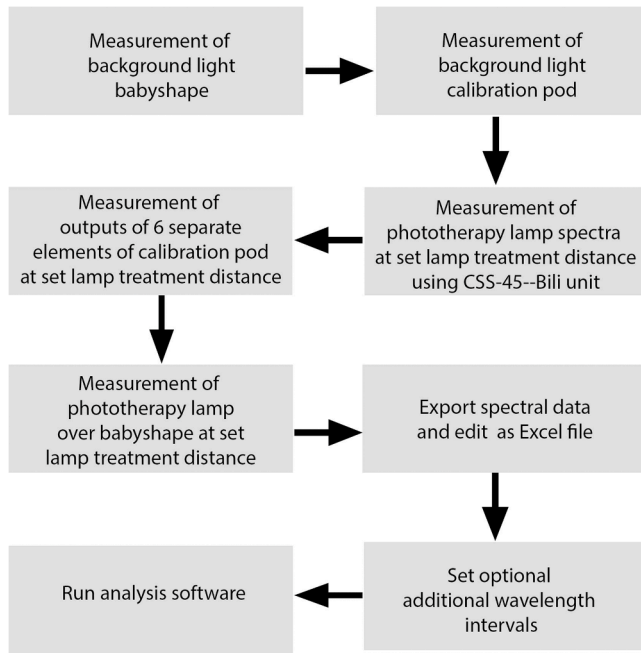 Measurement of
background light
babyshape
Measurement of
background light
calibration pod
Measurement of
phototherapy lamp spectra
at set lamp treatment distance
using CSS-45--Bili unit
Measurement of
outputs of 6 separate
elements of calibration pod
at set lamp treatment distance
Measurement of
phototherapy lamp
over babyshape at set
lamp treatment distance
Export spectral data
and edit as Excel file
Set optional
additional wavelength
intervals
Run analysis software